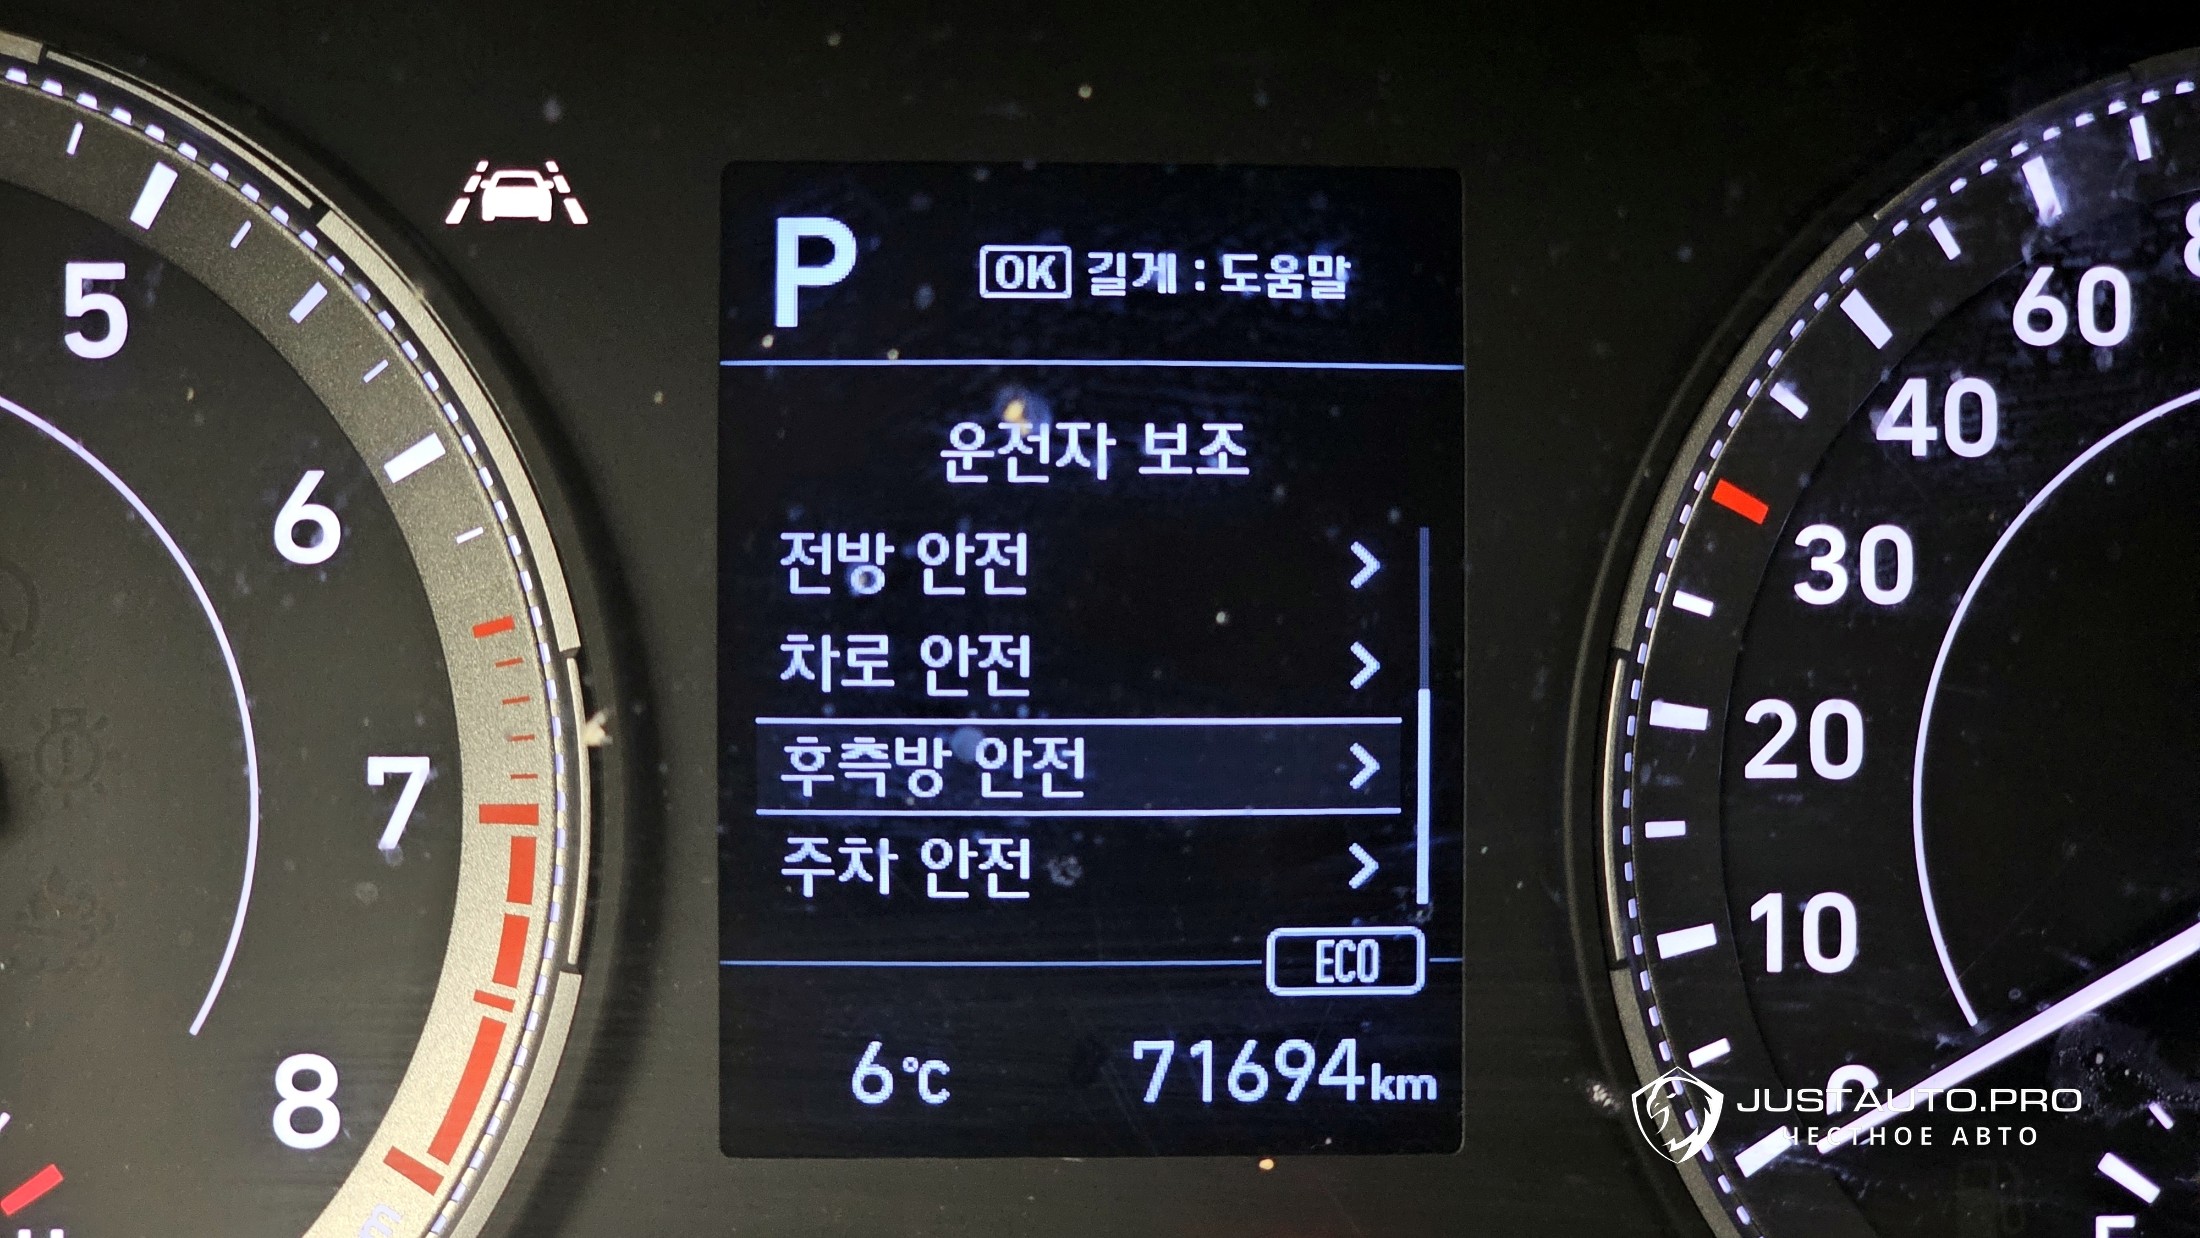 P
OK 길게 : 도움말
운전자 보조
전방 안전
차로 안전
후측방 안전
주차 안전
ECO
6℃ 71694km
5
6
7
8
60
40
30
20
10
0
JUSTAUTO.PRO
ЧЕСТНОЕ АВТО